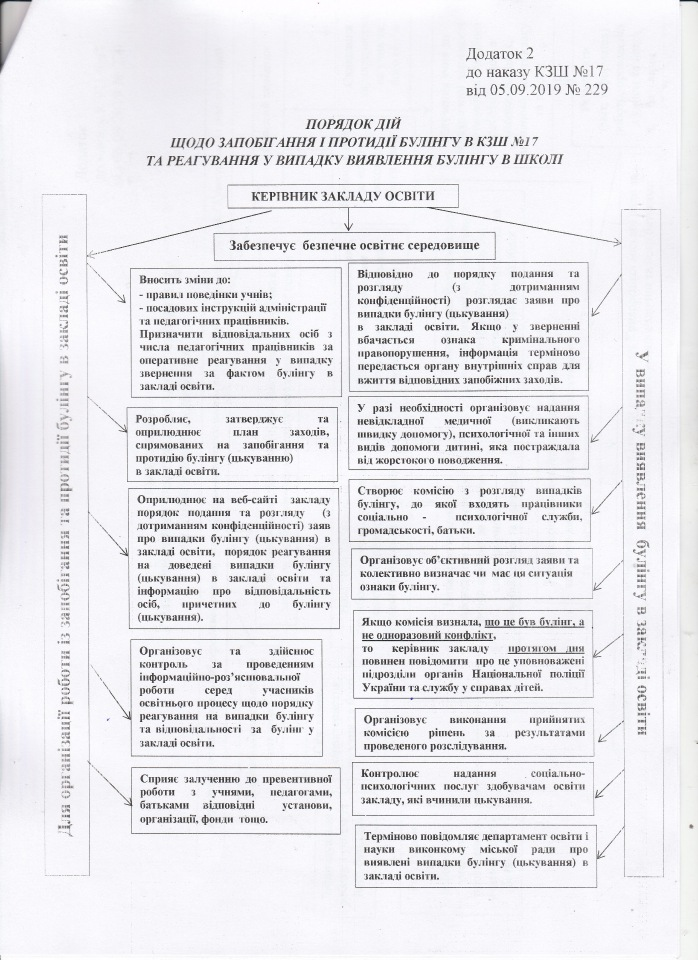 Додаток 2
до наказу КЗШ №17
від 05.09.2019 № 229
ПОРЯДОК ДІЙ
ЩОДО ЗАПОБІГАННЯ І ПРОТИДІЇ БУЛІНГУ В КЗШ №17
ТА РЕАГУВАННЯ У ВИПАДКУ ВИЯВЛЕННЯ БУЛІНГУ В ШКОЛІ
КЕРІВНИК ЗАКЛАДУ ОСВІТИ
Забезпечує безпечне освітнє середовище
Для організації роботи із запобігання та протидії булінгу в закладі освіти
Вносить зміни до:
- правил поведінки учнів;
- посадових інструкцій адміністрації
та педагогічних працівників.
Призначити відповідальних осіб з
числа педагогічних працівників за
оперативне реагування у випадку
звернення за фактом булінгу в
закладі освіти.
Розробляє, затверджує та
оприлюднює план заходів,
спрямованих на запобігання та
протидію булінгу (цькуванню)
в закладі освіти.
Оприлюднює на веб-сайті закладу
порядок подання та розгляду (з
дотриманням конфіденційності) заяв
про випадки булінгу (цькування) в
закладі освіти, порядок реагування
на доведені випадки булінгу
(цькування) в закладі освіти та
інформацію про відповідальність
осіб, причетних до булінгу
(цькування).
Організовує та здійснює
контроль за проведенням
інформаційно-роз’яснювальної
роботи серед учасників
освітнього процесу щодо порядку
реагування на випадки булінгу
та відповідальності за булінг у
закладі освіти.
Сприяє залученню до превентивної
роботи з учнями, педагогами,
батьками відповідні установи,
організації, фонди тощо.
У випадку виявлення булінгу в закладі освіти
Відповідно до порядку подання та
розгляду (з дотриманням
конфіденційності) розглядає заяви про
випадки булінгу (цькування)
в закладі освіти. Якщо у зверненні
вбачається ознака кримінального
правопорушення, інформація терміново
передається органу внутрішніх справ для
вжиття відповідних запобіжних заходів.
У разі необхідності організовує надання
невідкладної медичної (викликають
швидку допомогу), психологічної та інших
видів допомоги дитині, яка постраждала
від жорстокого поводження.
Створює комісію з розгляду випадків
булінгу, до якої входять працівники
соціально - психологічної служби,
громадськості, батьки.
Організовує об’єктивний розгляд заяви та
колективно визначає чи має ця ситуація
ознаки булінгу.
Якщо комісія визнала, що це був булінг, а
не одноразовий конфлікт,
то керівник закладу протягом дня
повинен повідомити про це уповноважені
підрозділи органів Національної поліції
України та службу у справах дітей.
Організовує виконання прийнятих
комісією рішень за результатами
проведеного розслідування.
Контролює надання соціально-
психологічних послуг здобувачам освіти
закладу, які вчинили цькування.
Терміново повідомляє департамент освіти і
науки виконкому міської ради про
виявлені випадки булінгу (цькування) в
закладі освіти.